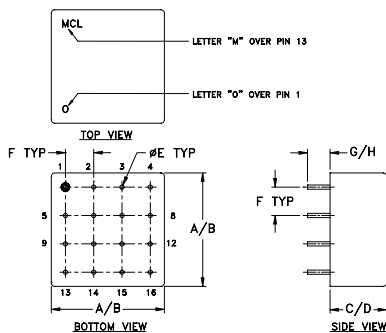 MCL
LETTER "M" OVER PIN 13
O
LETTER "O" OVER PIN 1
TOP VIEW
F TYP
ØE TYP
G/H
1 2 3 4
F TYP
5 8
A/B
9 12
13 14 15 16
A/B
C/D
BOTTOM VIEW
SIDE VIEW